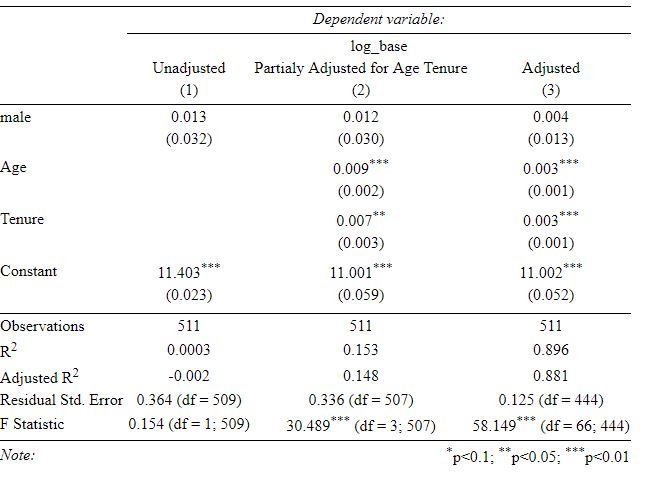 Dependent variable:
log_base
Unadjusted Partialy Adjusted for Age Tenure Adjusted
(1) (2) (3)
male 0.013 0.012 0.004
(0.032) (0.030) (0.013)
Age 0.009*** 0.003***
(0.002) (0.001)
Tenure 0.007** 0.003***
(0.003) (0.001)
Constant 11.403*** 11.001*** 11.002***
(0.023) (0.059) (0.052)
Observations 511 511 511
R2 0.0003 0.153 0.896
Adjusted R2 -0.002 0.148 0.881
Residual Std. Error 0.364 (df = 509) 0.336 (df = 507) 0.125 (df = 444)
F Statistic 0.154 (df = 1; 509) 30.489*** (df = 3; 507) 58.149*** (df = 66; 444)
Note: *p<0.1; **p<0.05; ***p<0.01